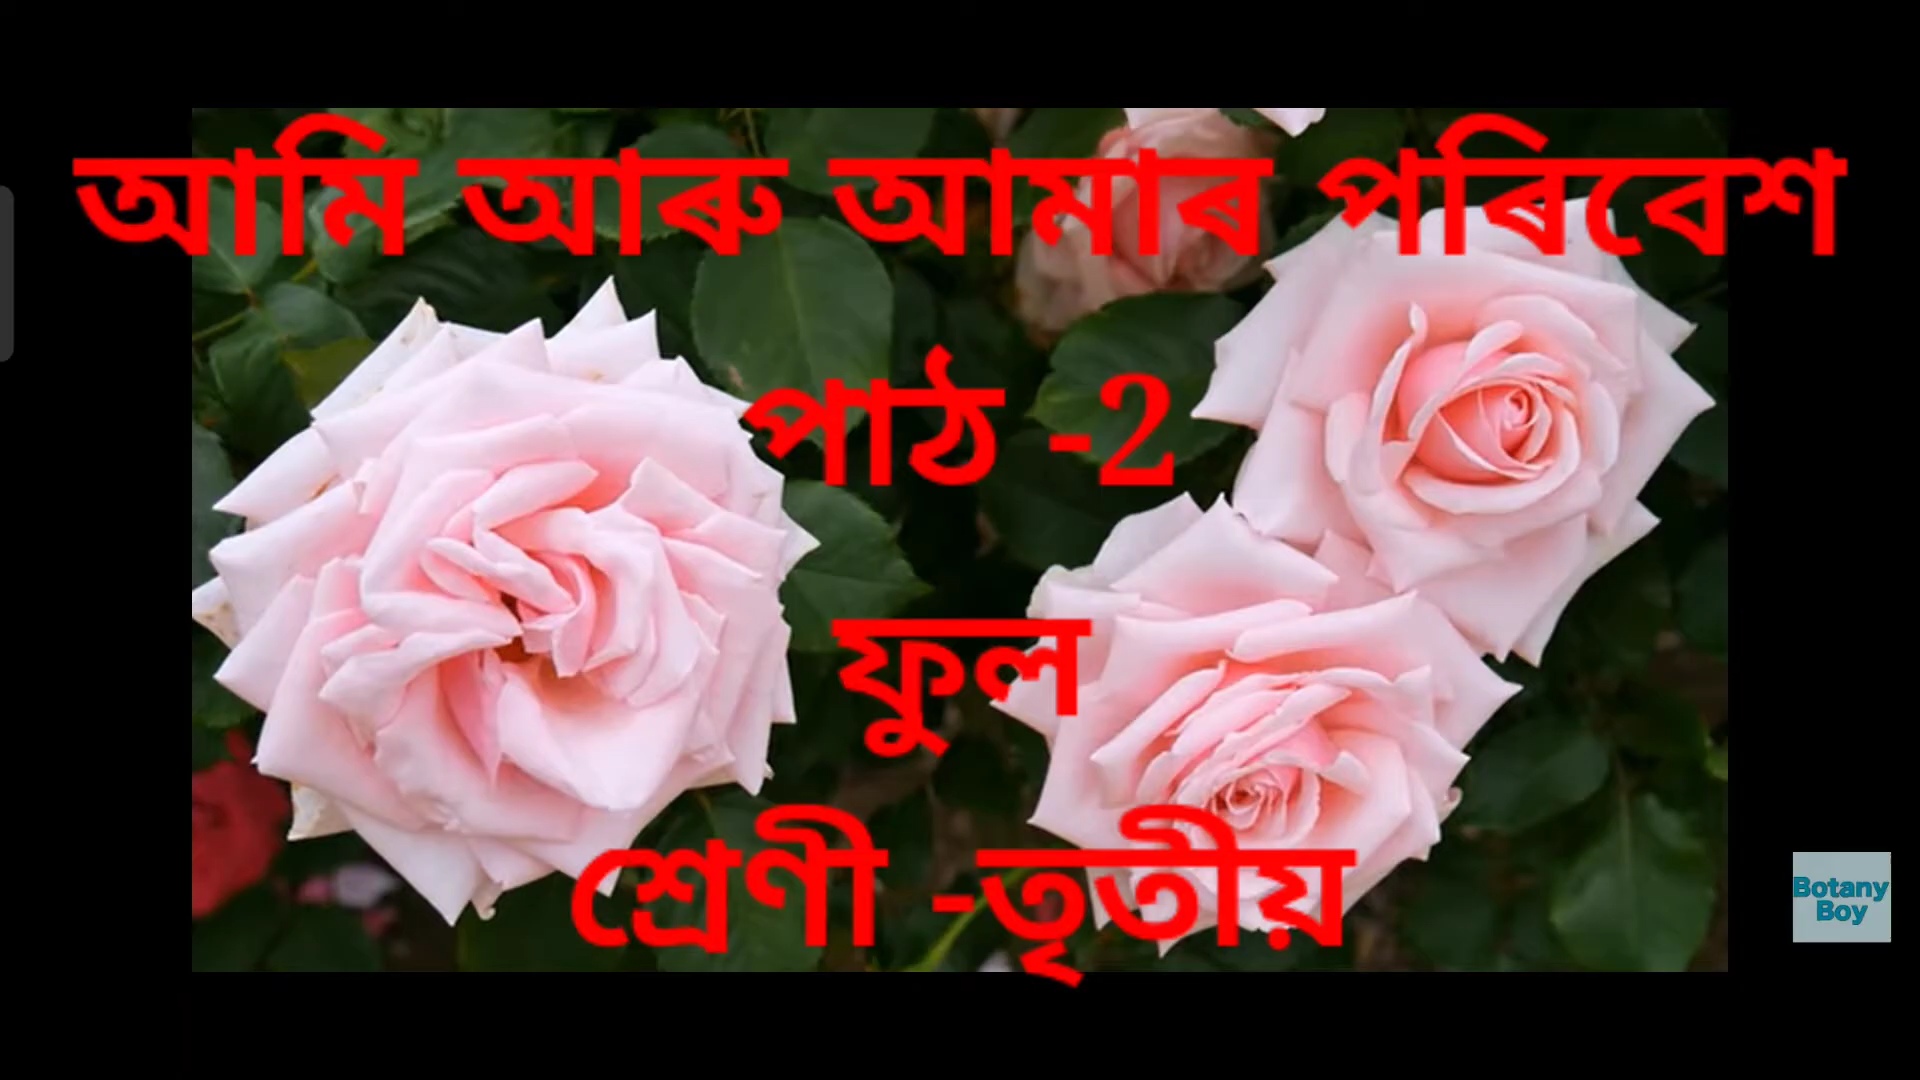 আমি আৰু আমাৰ পৰিবেশ
পাঠ -2
ফুল
শ্ৰেণী -তৃতীয়
Botany
Boy